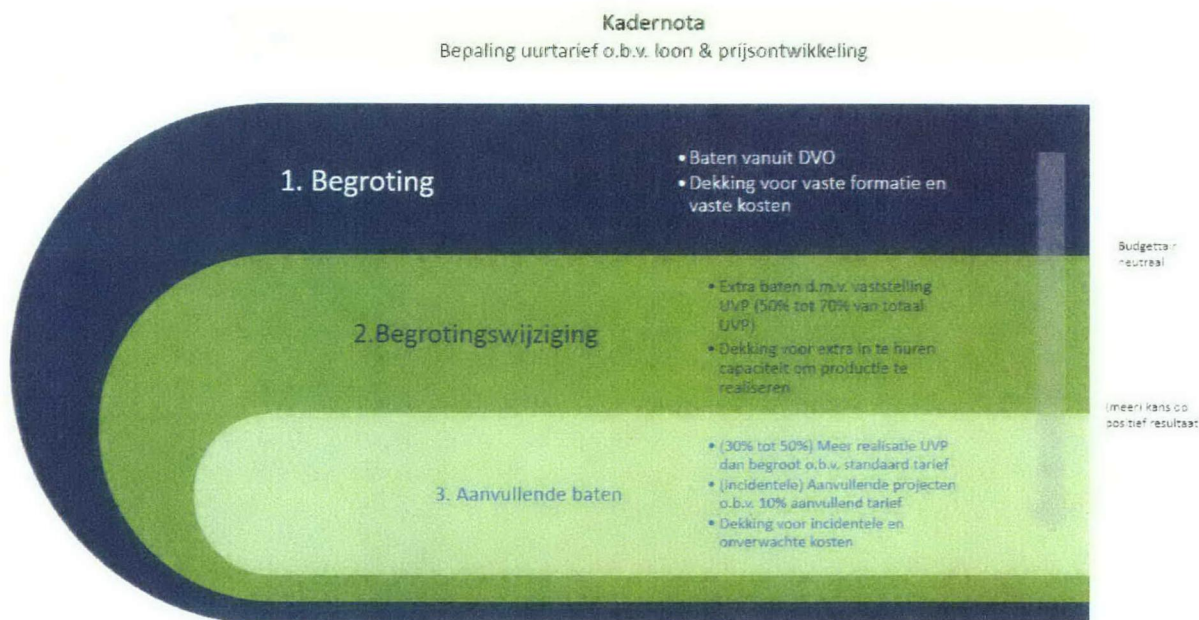 Kadernota
Bepaling uurtarief o.b.v. loon & prijsontwikkeling
1. Begroting
• Baten vanuit DVO
• Dekking voor vaste formatie en
vaste kosten
Budgettair
neutraal
2.Begrotingswijziging
• Extra baten d.m.v. vaststelling
UVP (50% tot 70% van totaal
UVP)
• Dekking voor extra in te huren
capaciteit om productie te
realiseren
(meer) kans op
positief resultaat
3. Aanvullende baten
• (30% tot 50%) Meer realisatie UVP
dan begroot o.b.v. standaard tarief
• (incidentele) Aanvullende projecten
o.b.v. 10% aanvullend tarief
• Dekking voor incidentele en
onverwachte kosten